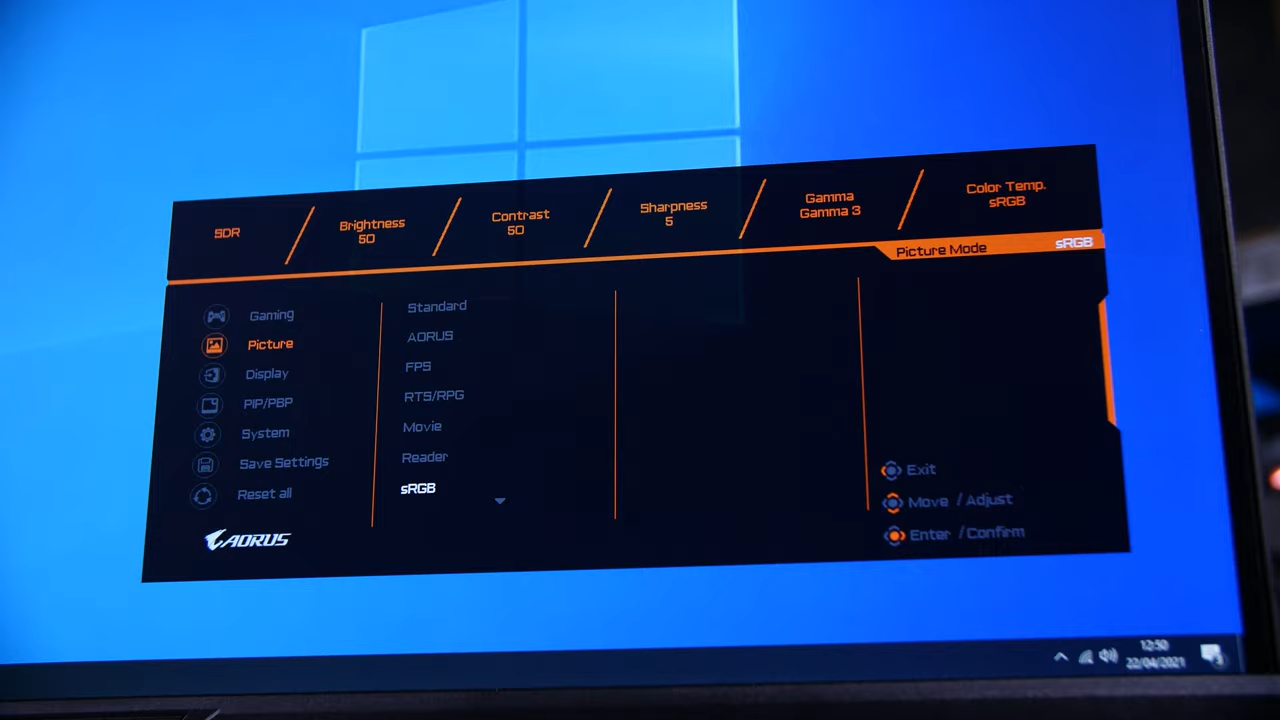 SDR
Brightness
50
Contrast
50
Sharpness
5
Gamma
Gamma 3
Color Temp.
sRGB
Picture Mode
sRGB
Gaming
Picture
Display
PIP/PBP
System
Save Settings
Reset all
AORUS
Standard
AORUS
FPS
RTS/RPG
Movie
Reader
sRGB
Exit
Move / Adjust
Enter / Confirm
12:50
22/04/2021